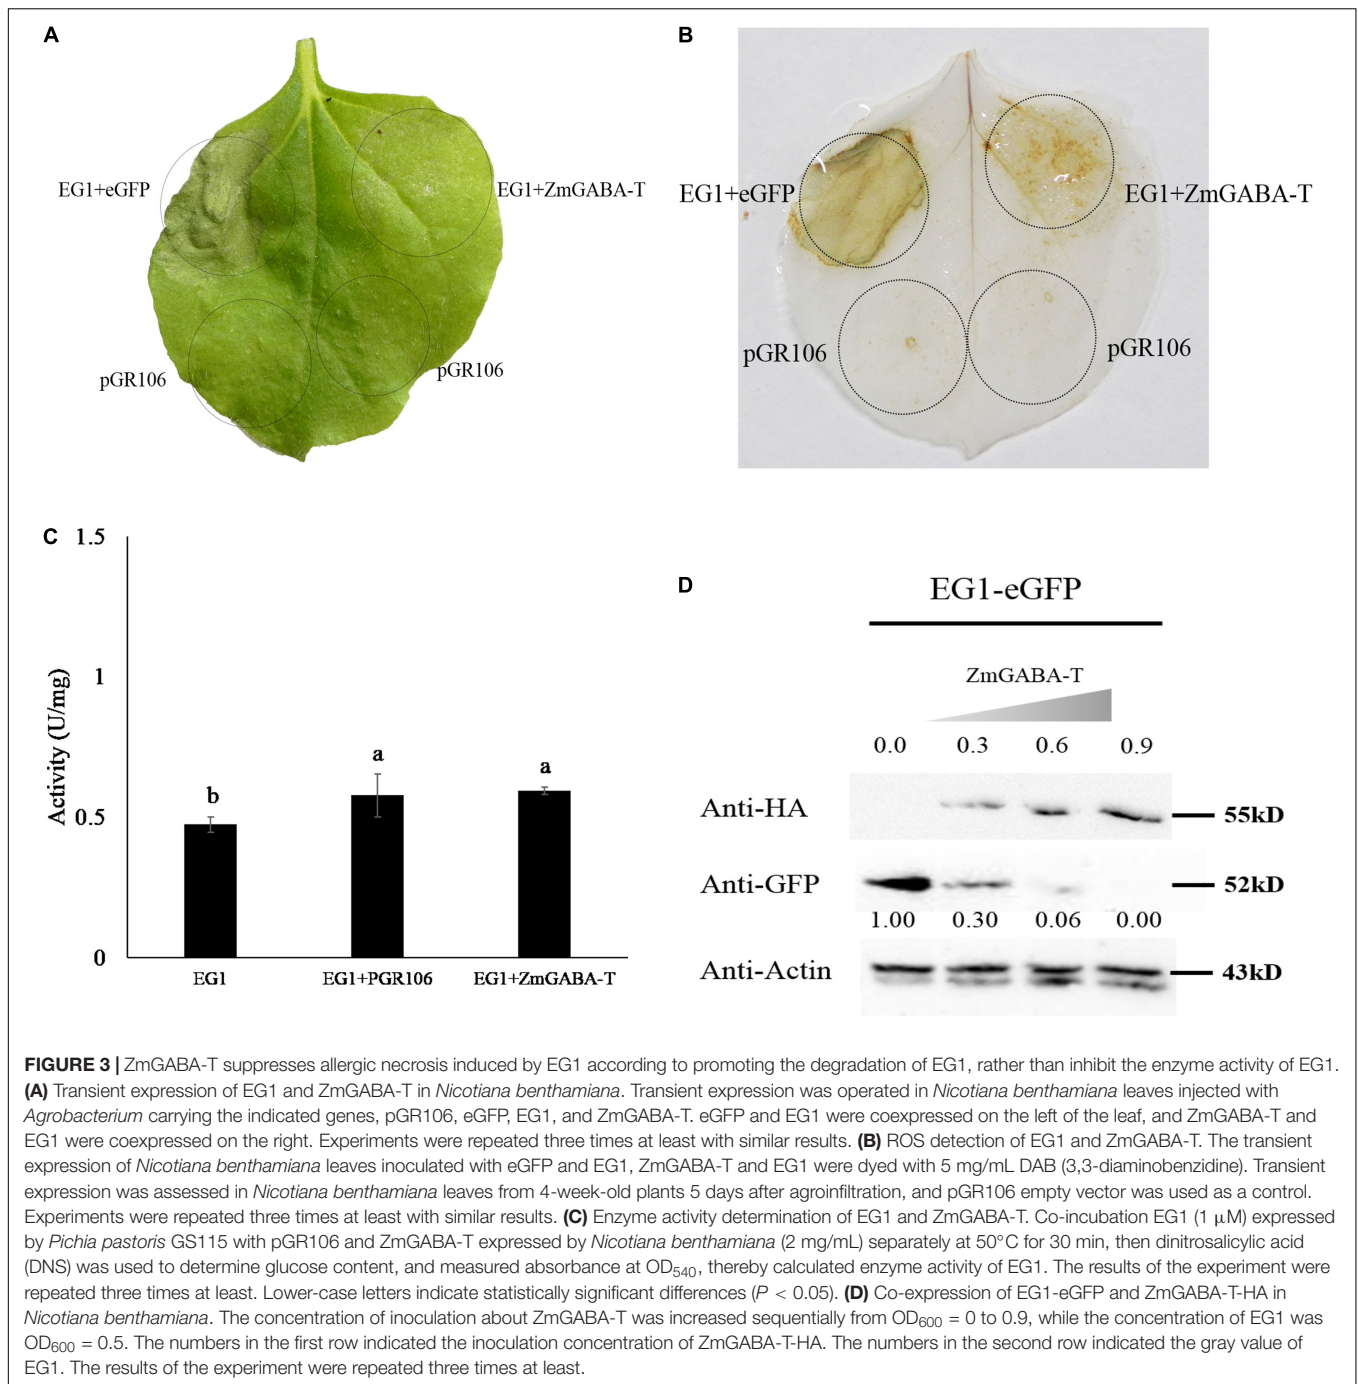 A
EG1+eGFP
EG1+ZmGABA-T
pGR106
pGR106
B
EG1+eGFP
EG1+ZmGABA-T
pGR106
pGR106
C
1.5
1
0.5
0
Activity (U/mg)
b
a
a
EG1
EG1+PGR106
EG1+ZmGABA-T
D
EG1-eGFP
ZmGABA-T
0.0 0.3 0.6 0.9
Anti-HA 55kD
Anti-GFP 52kD
1.00 0.30 0.06 0.00
Anti-Actin 43kD
FIGURE 3 | ZmGABA-T suppresses allergic necrosis induced by EG1 according to promoting the degradation of EG1, rather than inhibit the enzyme activity of EG1.
(A) Transient expression of EG1 and ZmGABA-T in Nicotiana benthamiana. Transient expression was operated in Nicotiana benthamiana leaves injected with
Agrobacterium carrying the indicated genes, pGR106, eGFP, EG1, and ZmGABA-T. eGFP and EG1 were coexpressed on the left of the leaf, and ZmGABA-T and
EG1 were coexpressed on the right. Experiments were repeated three times at least with similar results. (B) ROS detection of EG1 and ZmGABA-T. The transient
expression of Nicotiana benthamiana leaves inoculated with eGFP and EG1, ZmGABA-T and EG1 were dyed with 5 mg/mL DAB (3,3-diaminobenzidine). Transient
expression was assessed in Nicotiana benthamiana leaves from 4-week-old plants 5 days after agroinfiltration, and pGR106 empty vector was used as a control.
Experiments were repeated three times at least with similar results. (C) Enzyme activity determination of EG1 and ZmGABA-T. Co-incubation EG1 (1 μM) expressed
by Pichia pastoris GS115 with pGR106 and ZmGABA-T expressed by Nicotiana benthamiana (2 mg/mL) separately at 50°C for 30 min, then dinitrosalicylic acid
(DNS) was used to determine glucose content, and measured absorbance at OD540, thereby calculated enzyme activity of EG1. The results of the experiment were
repeated three times at least. Lower-case letters indicate statistically significant differences (P < 0.05). (D) Co-expression of EG1-eGFP and ZmGABA-T-HA in
Nicotiana benthamiana. The concentration of inoculation about ZmGABA-T was increased sequentially from OD600 = 0 to 0.9, while the concentration of EG1 was
OD600 = 0.5. The numbers in the first row indicated the inoculation concentration of ZmGABA-T-HA. The numbers in the second row indicated the gray value of
EG1. The results of the experiment were repeated three times at least.